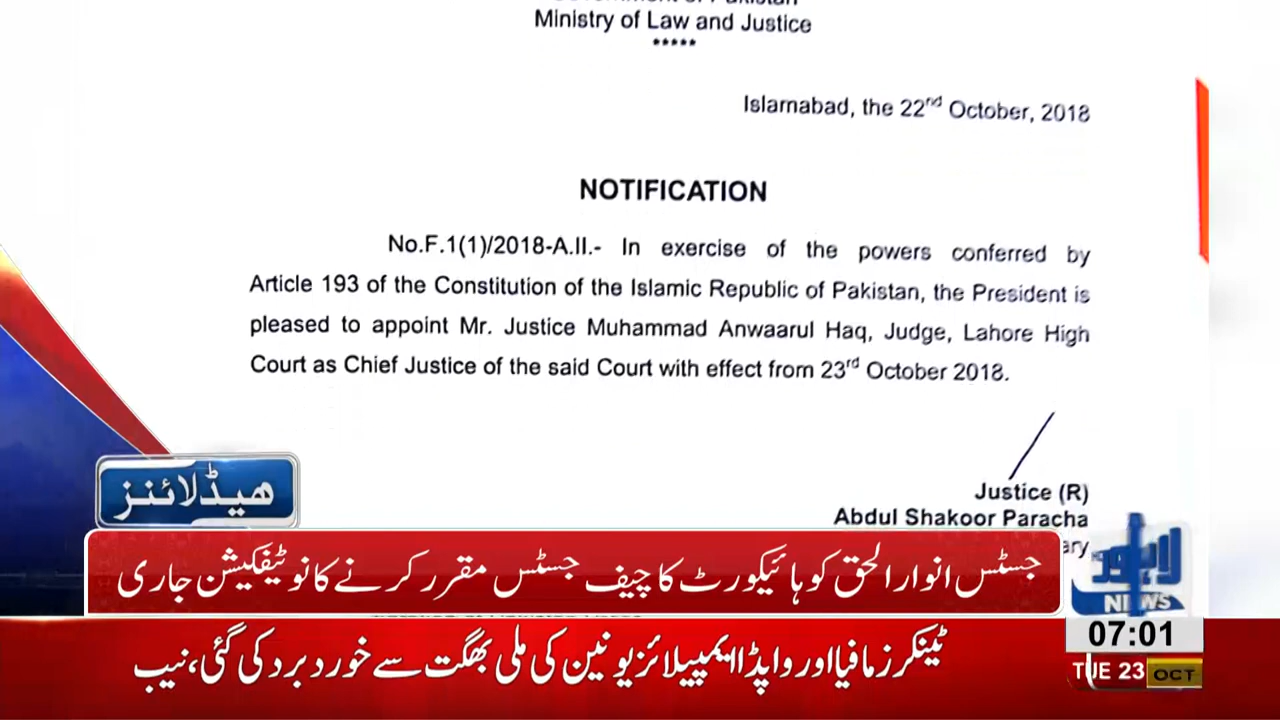 Ministry of Law and Justice
*****
Islamabad, the 22nd October, 2018
NOTIFICATION
No.F.1(1)/2018-A.II.- In exercise of the powers conferred by
Article 193 of the Constitution of the Islamic Republic of Pakistan, the President is
pleased to appoint Mr. Justice Muhammad Anwaarul Haq, Judge, Lahore High
Court as Chief Justice of the said Court with effect from 23rd October 2018.
Justice (R)
Abdul Shakoor Paracha
ہیڈلائنز
جسٹس انوارالحق کو ہائیکورٹ کا چیف جسٹس مقرر کرنے کا نوٹیفکیشن جاری
لاہور
NEWS
07:01
TUE 23 OCT
ٹینکرز مافیا اور واپڈا ایمپیلائز یونین کی ملی بھگت سے خورد برد کی گئی، نیب